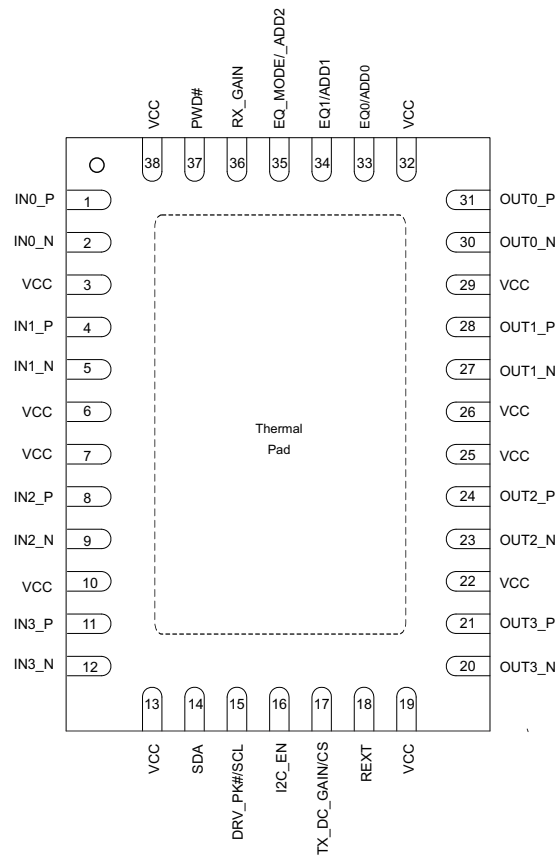 VCC
PWD#
RX_GAIN
EQ_MODE/_ADD2
EQ1/ADD1
EQ0/ADD0
VCC
38
37
36
35
34
33
32
IN0_P 1
IN0_N 2
VCC 3
IN1_P 4
IN1_N 5
VCC 6
VCC 7
IN2_P 8
IN2_N 9
VCC 10
IN3_P 11
IN3_N 12
Thermal
Pad
31 OUT0_P
30 OUT0_N
29 VCC
28 OUT1_P
27 OUT1_N
26 VCC
25 VCC
24 OUT2_P
23 OUT2_N
22 VCC
21 OUT3_P
20 OUT3_N
13
14
15
16
17
18
19
VCC
SDA
DRV_PK#/SCL
I2C_EN
TX_DC_GAIN/CS
REXT
VCC